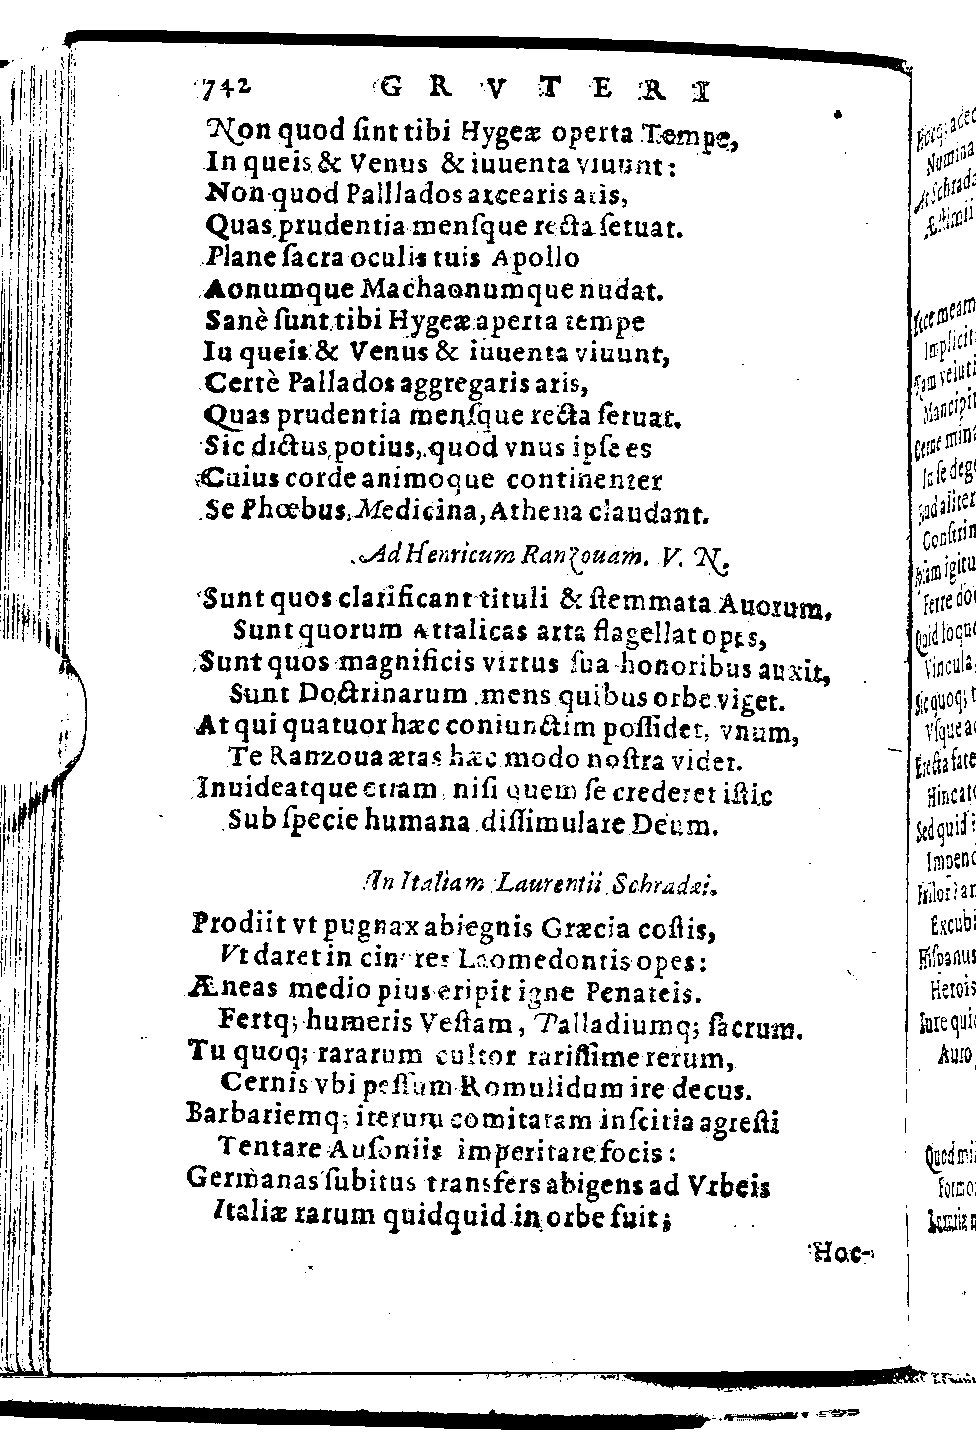 742 GRVTERI
Non quod ſint tibi Hygeæ operta Tempe,
In queis & Venus & iuuenta viuunt:
Non quod Palllados arcearis aris,
Quas prudentia menſque recta ſeruat.
Plane ſacra oculis tuis Apollo
Aonumque Machaonumque nudat.
Sanè ſunt tibi Hygeæ aperta tempe
Iu queis & Venus & iuuenta viuunt,
Certè Pallados aggregaris aris,
Quas prudentia menſque recta ſeruat.
Sic dictus potius, quod vnus ipſe es
Cuius corde animoque continenter
Se Phœbus, Medicina, Athena claudant.
Ad Henricum Ranzouam. V. N.
Sunt quos clarificant tituli & ſtemmata Auorum,
Sunt quorum Attalicas arta flagellat opes,
Sunt quos magnificis virtus ſua honoribus auxit,
Sunt Doctrinarum mens quibus orbe viget.
At qui quatuor hæc coniunctim poſſidet, vnum,
Te Ranzoua ætas hæc modo noſtra videt.
Inuideatque etiam, niſi quem ſe crederet iſtic
Sub ſpecie humana diſſimulare Deum.
In Italiam Laurentii Schradæi.
Prodiit vt pugnax abiegnis Græcia coſtis,
Vt daret in cineres Laomedontis opes:
Æneas medio pius eripit igne Penateis.
Fertq; humeris Veſtam, Palladiumq; ſacrum.
Tu quoq; rararum cultor rariſſime rerum,
Cernis vbi peſſum Romulidum ire decus.
Barbariemq; iterum comitatam inſcitia agreſti
Tentare Auſoniis imperitare focis:
Germanas ſubitus transfers abigens ad Vrbeis
Italiæ rarum quidquid in orbe fuit;
Hoc-